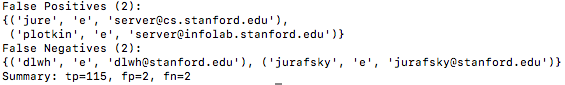 False Positives (2):
{('jure', 'e', 'server@cs.stanford.edu'),
('plotkin', 'e', 'server@infolab.stanford.edu')}
False Negatives (2):
{('dlwh', 'e', 'dlwh@stanford.edu'), ('jurafsky', 'e', 'jurafsky@stanford.edu')}
Summary: tp=115, fp=2, fn=2